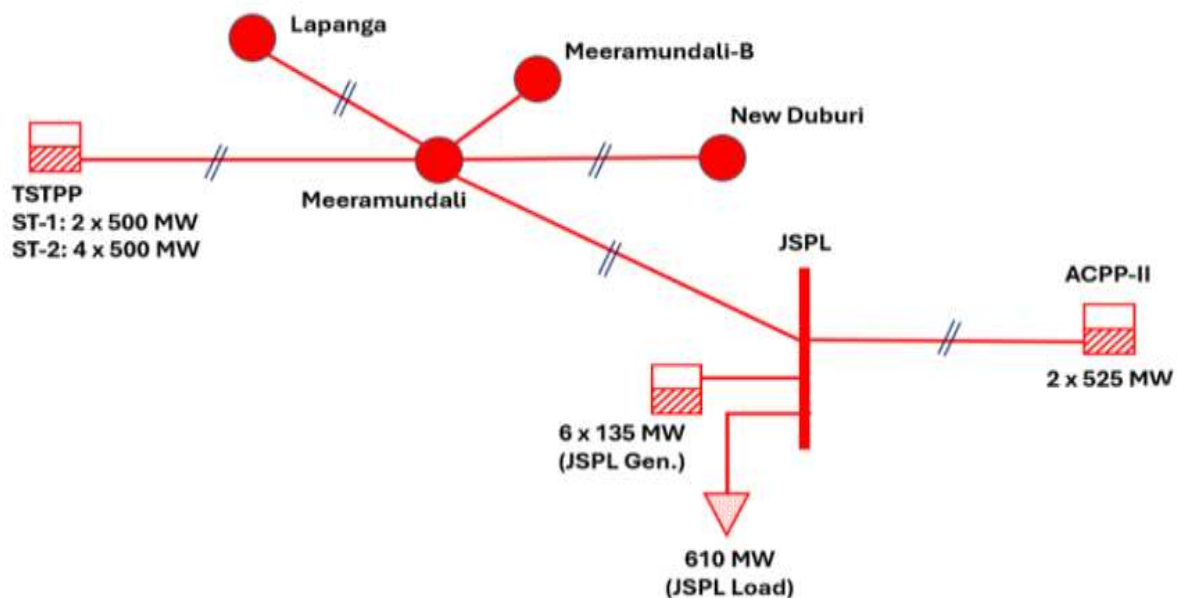 Lapanga
Meeramundali-B
New Duburi
TSTPP
ST-1: 2 x 500 MW
ST-2: 4 x 500 MW
Meeramundali
JSPL
ACPP-II
2 x 525 MW
6 x 135 MW
(JSPL Gen.)
610 MW
(JSPL Load)